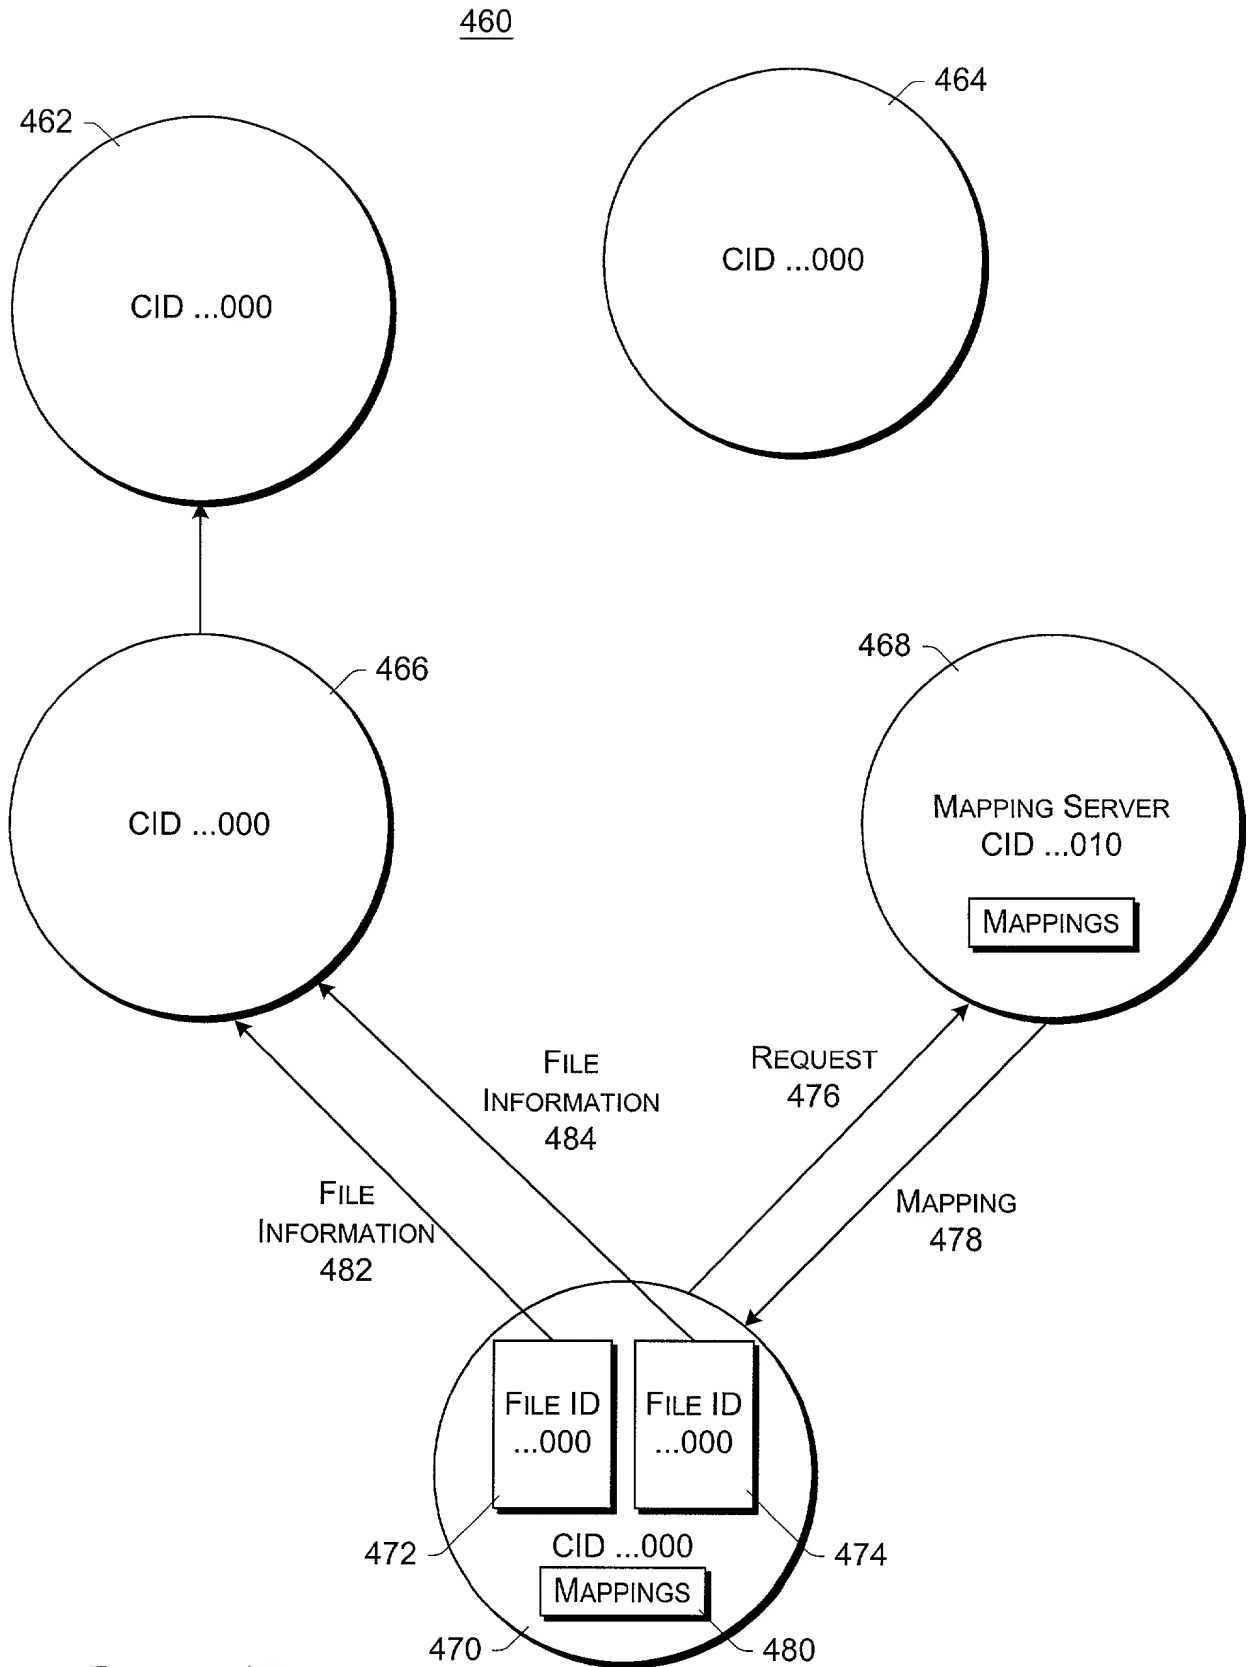 460
464
462
CID ...000
CID ...000
468
466
MAPPING SERVER
CID ...010
CID ...000
MAPPINGS
FILE
INFORMATION
484
REQUEST
476
FILE
INFORMATION
482
MAPPING
478
FILE ID
...000
FILE ID
...000
472
CID ...000
474
MAPPINGS
470
480